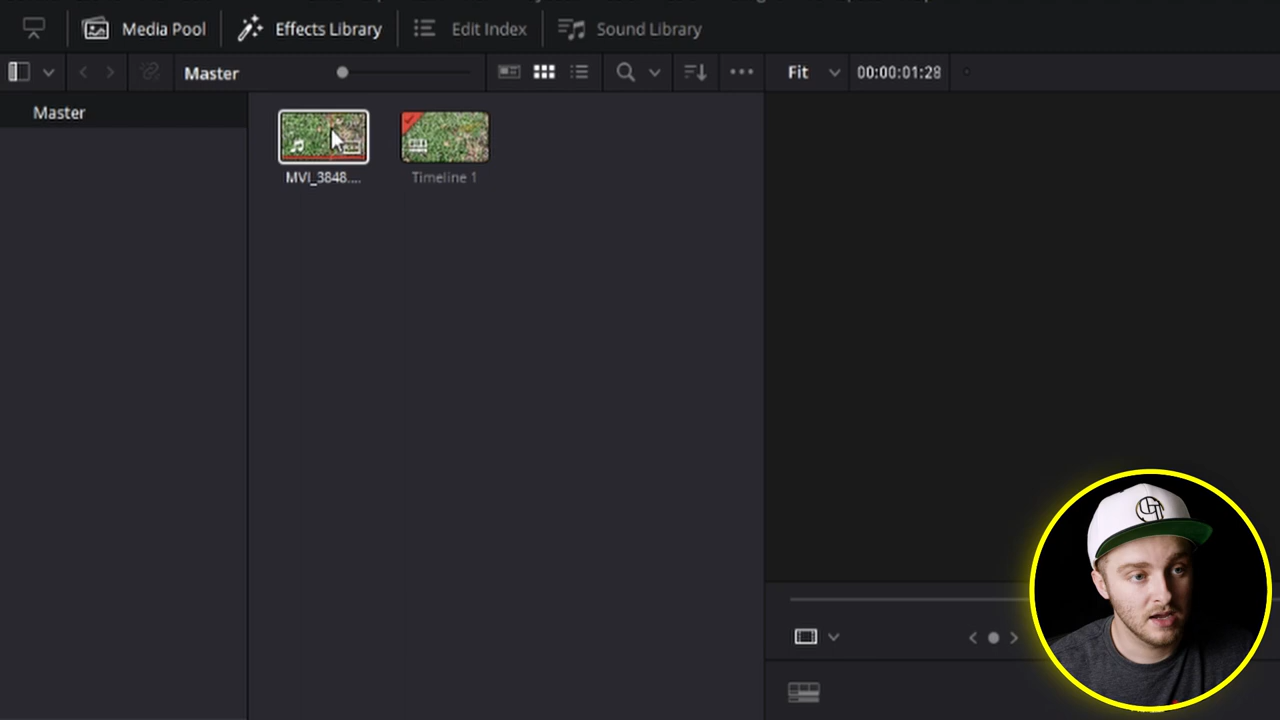 Media Pool Effects Library Edit Index Sound Library
Master Fit 00:00:01:28
Master
MVI_3848.... Timeline 1